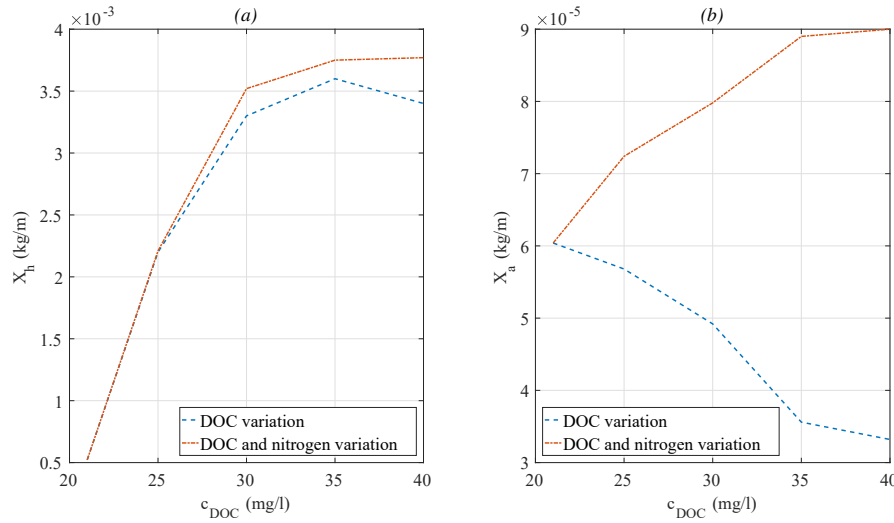 ×10⁻³
(a)
4
3.5
3
2.5
2
1.5
1
0.5
X_h (kg/m)
DOC variation
DOC and nitrogen variation
20 25 30 35 40
c_DOC (mg/l)
×10⁻⁵
(b)
9
8
7
6
5
4
3
X_a (kg/m)
DOC variation
DOC and nitrogen variation
20 25 30 35 40
c_DOC (mg/l)